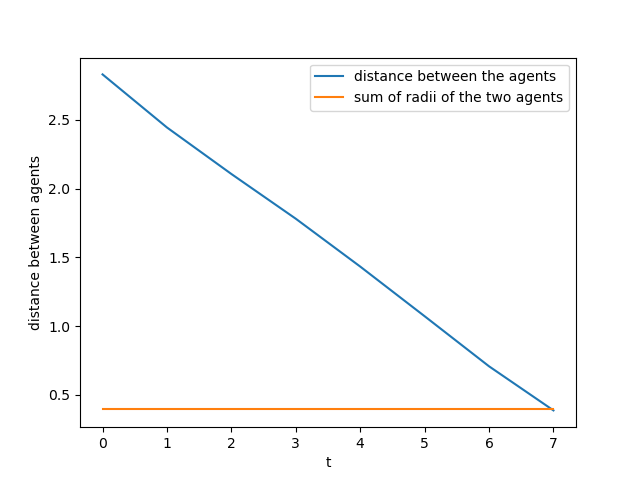 distance between the agents
sum of radii of the two agents
distance between agents
2.5
2.0
1.5
1.0
0.5
0 1 2 3 4 5 6 7
t